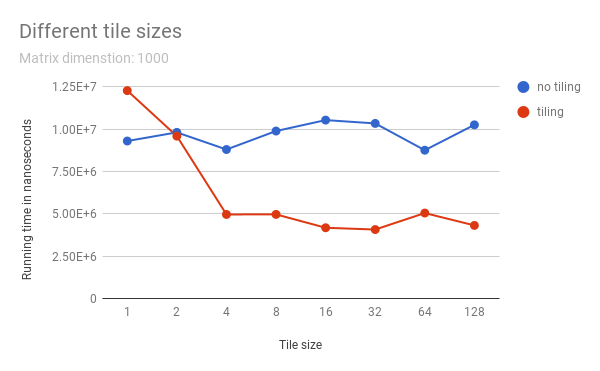 Different tile sizes
Matrix dimenstion: 1000
no tiling
tiling
Running time in nanoseconds
1.25E+7
1.00E+7
7.50E+6
5.00E+6
2.50E+6
0
1 2 4 8 16 32 64 128
Tile size